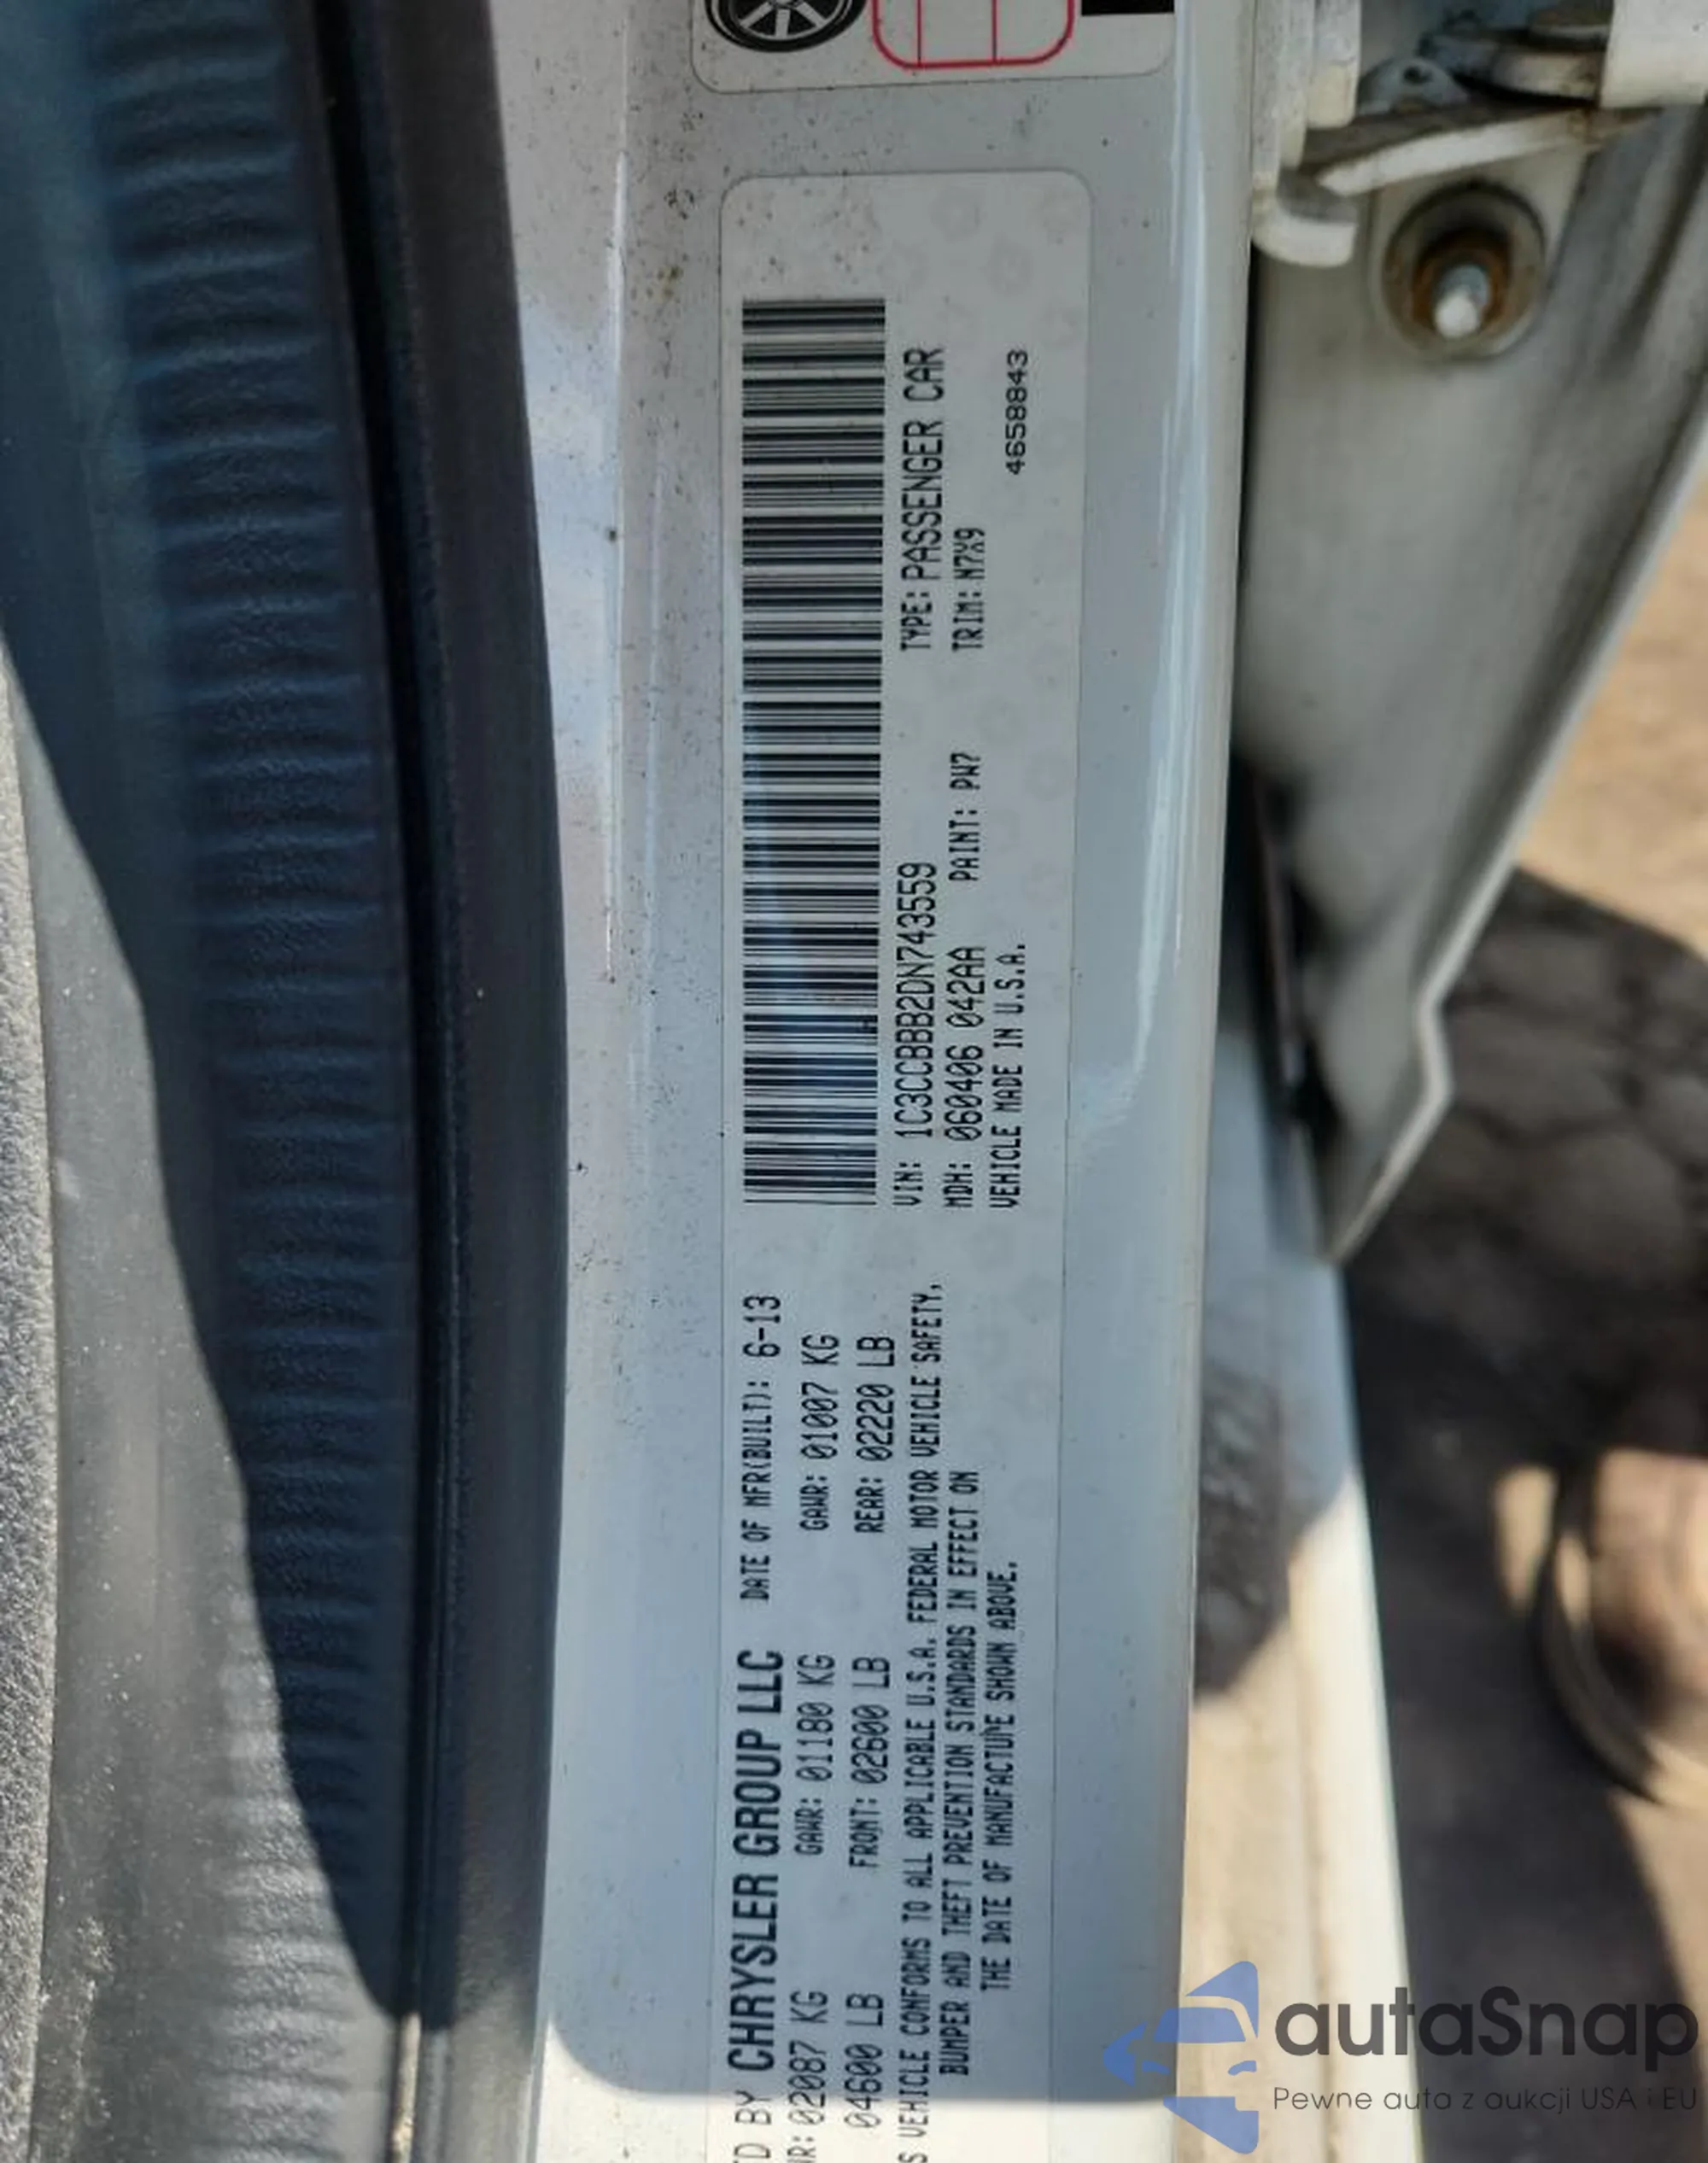 TD BY CHRYSLER GROUP LLC DATE OF MFR(BUILT): 6-13
WR: 02087 KG GAWR: 01180 KG GAWR: 01007 KG
04600 LB FRONT: 02600 LB REAR: 02220 LB
S VEHICLE CONFORMS TO ALL APPLICABLE U.S.A. FEDERAL MOTOR VEHICLE SAFETY,
BUMPER AND THEFT PREVENTION STANDARDS IN EFFECT ON
THE DATE OF MANUFACTURE SHOWN ABOVE.
VIN: 1C3CCBBB2DN743559 TYPE: PASSENGER CAR
MDH: 060406 042AA PAINT: PW7 TRIM: N7X9
VEHICLE MADE IN U.S.A. 4658843
autaSnap
Pewne auta z aukcji USA i EU